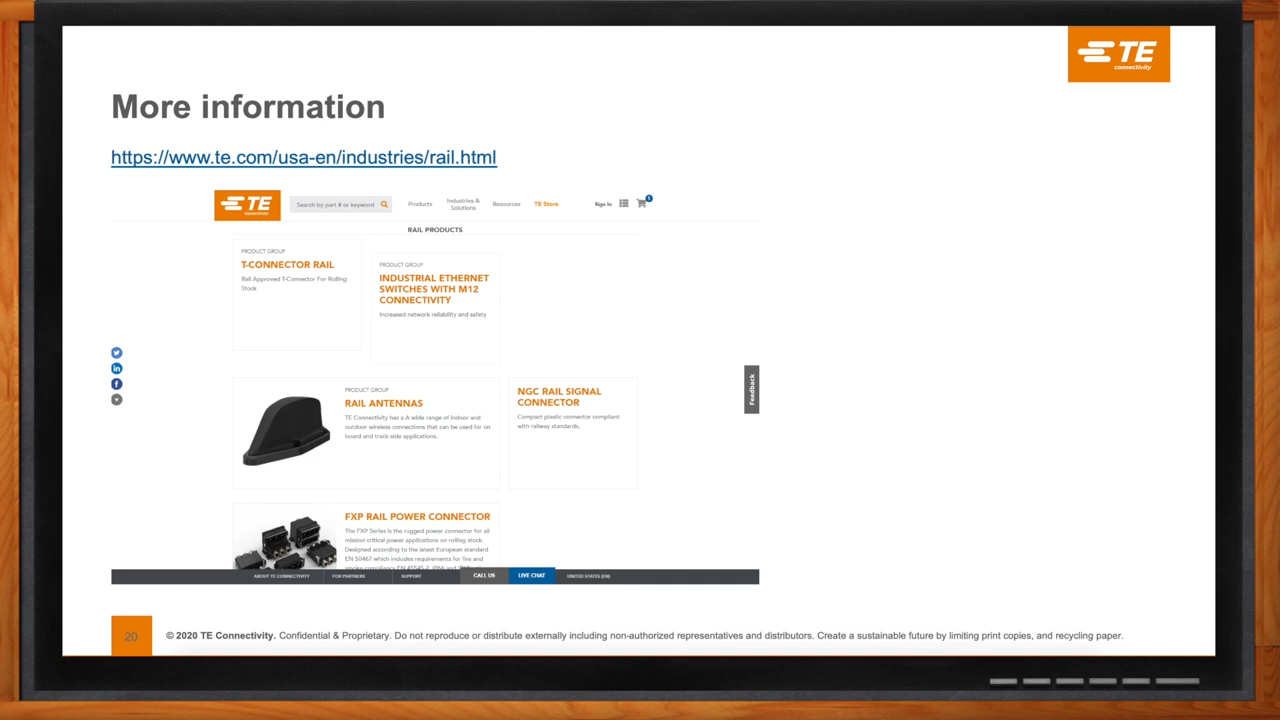 TE
connectivity
More information
https://www.te.com/usa-en/industries/rail.html
TE
connectivity
Search by part # or keyword
Products
Industries &
Solutions
Resources
TE Store
Sign In
1
RAIL PRODUCTS
PRODUCT GROUP
T-CONNECTOR RAIL
Rail Approved T-Connector For Rolling
Stock
PRODUCT GROUP
INDUSTRIAL ETHERNET
SWITCHES WITH M12
CONNECTIVITY
Increased network reliability and safety
Feedback
PRODUCT GROUP
RAIL ANTENNAS
TE Connectivity has a A wide range of indoor and
outdoor wireless connections that can be used for on
board and track-side applications.
NGC RAIL SIGNAL
CONNECTOR
Compact plastic connector compliant
with railway standards.
FXP RAIL POWER CONNECTOR
The FXP Series is the rugged power connector for all
mission critical power applications on rolling stock.
Designed according to the latest European standard
EN 50467 which includes requirements for fire and
smoke compliancy EN 45545-2, IP66 and
ABOUT TE CONNECTIVITY
FOR PARTNERS
SUPPORT
CALL US
LIVE CHAT
UNITED STATES (EN)
20
© 2020 TE Connectivity. Confidential & Proprietary. Do not reproduce or distribute externally including non-authorized representatives and distributors. Create a sustainable future by limiting print copies, and recycling paper.